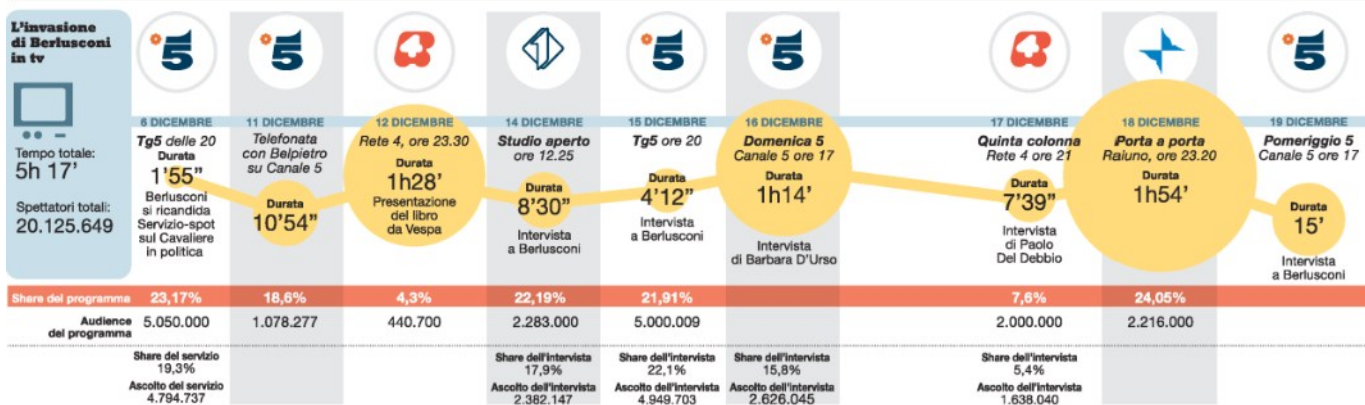 L'invasione
di Berlusconi
in tv
Tempo totale:
5h 17'
Spettatori totali:
20.125.649
5
6 DICEMBRE
Tg5 delle 20
Durata
1'55"
Berlusconi
si ricandida
Servizio-spot
sul Cavaliere
in politica
5
11 DICEMBRE
Telefonata
con Belpietro
su Canale 5
Durata
10'54"
4
12 DICEMBRE
Rete 4, ore 23.30
Durata
1h28'
Presentazione
del libro
da Vespa
1
14 DICEMBRE
Studio aperto
ore 12.25
Durata
8'30"
Intervista
a Berlusconi
5
15 DICEMBRE
Tg5 ore 20
Durata
4'12"
Intervista
a Berlusconi
5
16 DICEMBRE
Domenica 5
Canale 5 ore 17
Durata
1h14'
Intervista
di Barbara D'Urso
4
17 DICEMBRE
Quinta colonna
Rete 4 ore 21
Durata
7'39"
Intervista
di Paolo
Del Debbio
18 DICEMBRE
Porta a porta
Raiuno, ore 23.20
Durata
1h54'
5
19 DICEMBRE
Pomeriggio 5
Canale 5 ore 17
Durata
15'
Intervista
a Berlusconi
Share del programma 23,17% 18,6% 4,3% 22,19% 21,91% 7,6% 24,05%
Audience
del programma 5.050.000 1.078.277 440.700 2.283.000 5.000.009 2.000.000 2.216.000
Share del servizio
19,3%
Ascolto del servizio
4.794.737
Share dell'intervista
17,9%
Ascolto dell'intervista
2.382.147
Share dell'intervista
22,1%
Ascolto dell'intervista
4.949.703
Share dell'intervista
15,8%
Ascolto dell'intervista
2.626.045
Share dell'intervista
5,4%
Ascolto dell'intervista
1.638.040